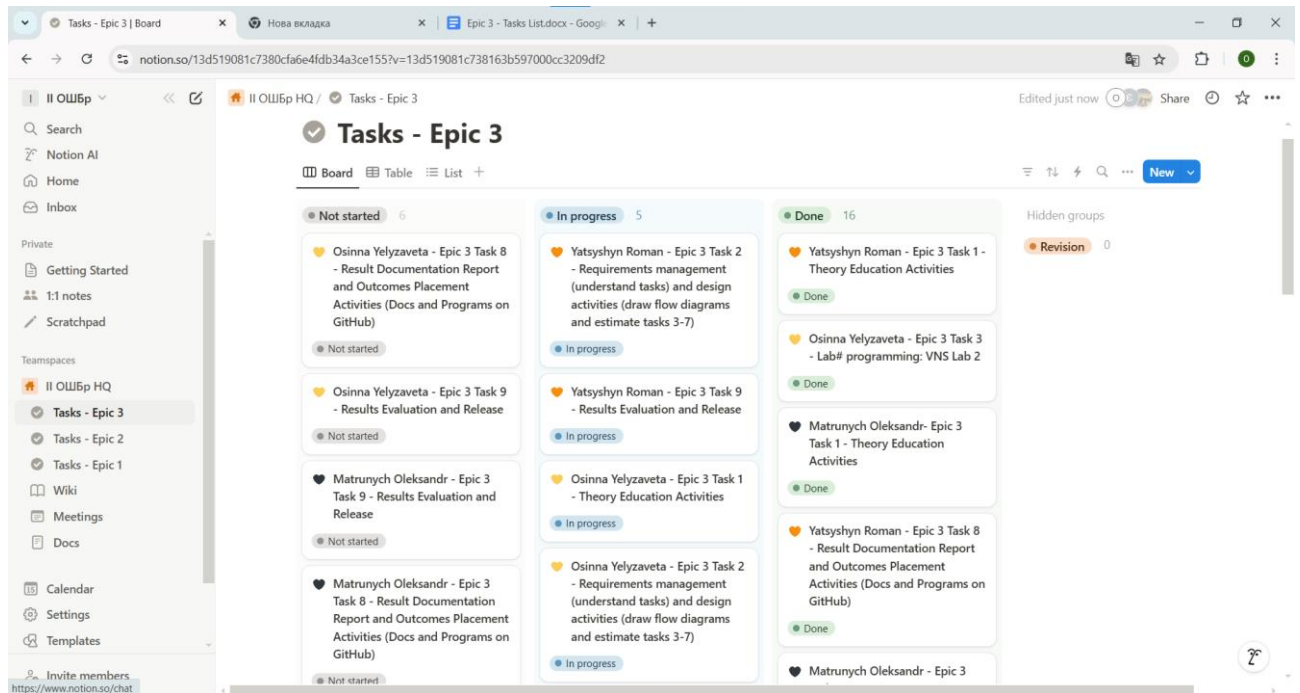 Tasks - Epic 3 | Board
Нова вкладка
Epic 3 - Tasks List.docx - Googl
notion.so/13d519081c7380cfa6e4fdb34a3ce155?v=13d519081c738163b597000cc3209df2
O
I ІІ ОШБр
Search
Notion AI
Home
Inbox
Private
Getting Started
1:1 notes
Scratchpad
Teamspaces
ІІ ОШБр HQ
Tasks - Epic 3
Tasks - Epic 2
Tasks - Epic 1
Wiki
Meetings
Docs
Calendar
Settings
Templates
Invite members
https://www.notion.so/chat
ІІ ОШБр HQ / Tasks - Epic 3
Edited just now
O
Share
Tasks - Epic 3
Board Table List
New
Not started 6
Osinna Yelyzaveta - Epic 3 Task 8
- Result Documentation Report
and Outcomes Placement
Activities (Docs and Programs on
GitHub)
Not started
Osinna Yelyzaveta - Epic 3 Task 9
- Results Evaluation and Release
Not started
Matrunych Oleksandr - Epic 3
Task 9 - Results Evaluation and
Release
Not started
Matrunych Oleksandr - Epic 3
Task 8 - Result Documentation
Report and Outcomes Placement
Activities (Docs and Programs on
GitHub)
Not started
In progress 5
Yatsyshyn Roman - Epic 3 Task 2
- Requirements management
(understand tasks) and design
activities (draw flow diagrams
and estimate tasks 3-7)
In progress
Yatsyshyn Roman - Epic 3 Task 9
- Results Evaluation and Release
In progress
Osinna Yelyzaveta - Epic 3 Task 1
- Theory Education Activities
In progress
Osinna Yelyzaveta - Epic 3 Task 2
- Requirements management
(understand tasks) and design
activities (draw flow diagrams
and estimate tasks 3-7)
In progress
Done 16
Yatsyshyn Roman - Epic 3 Task 1 -
Theory Education Activities
Done
Osinna Yelyzaveta - Epic 3 Task 3
- Lab# programming: VNS Lab 2
Done
Matrunych Oleksandr- Epic 3
Task 1 - Theory Education
Activities
Done
Yatsyshyn Roman - Epic 3 Task 8
- Result Documentation Report
and Outcomes Placement
Activities (Docs and Programs on
GitHub)
Done
Matrunych Oleksandr - Epic 3
Hidden groups
Revision 0